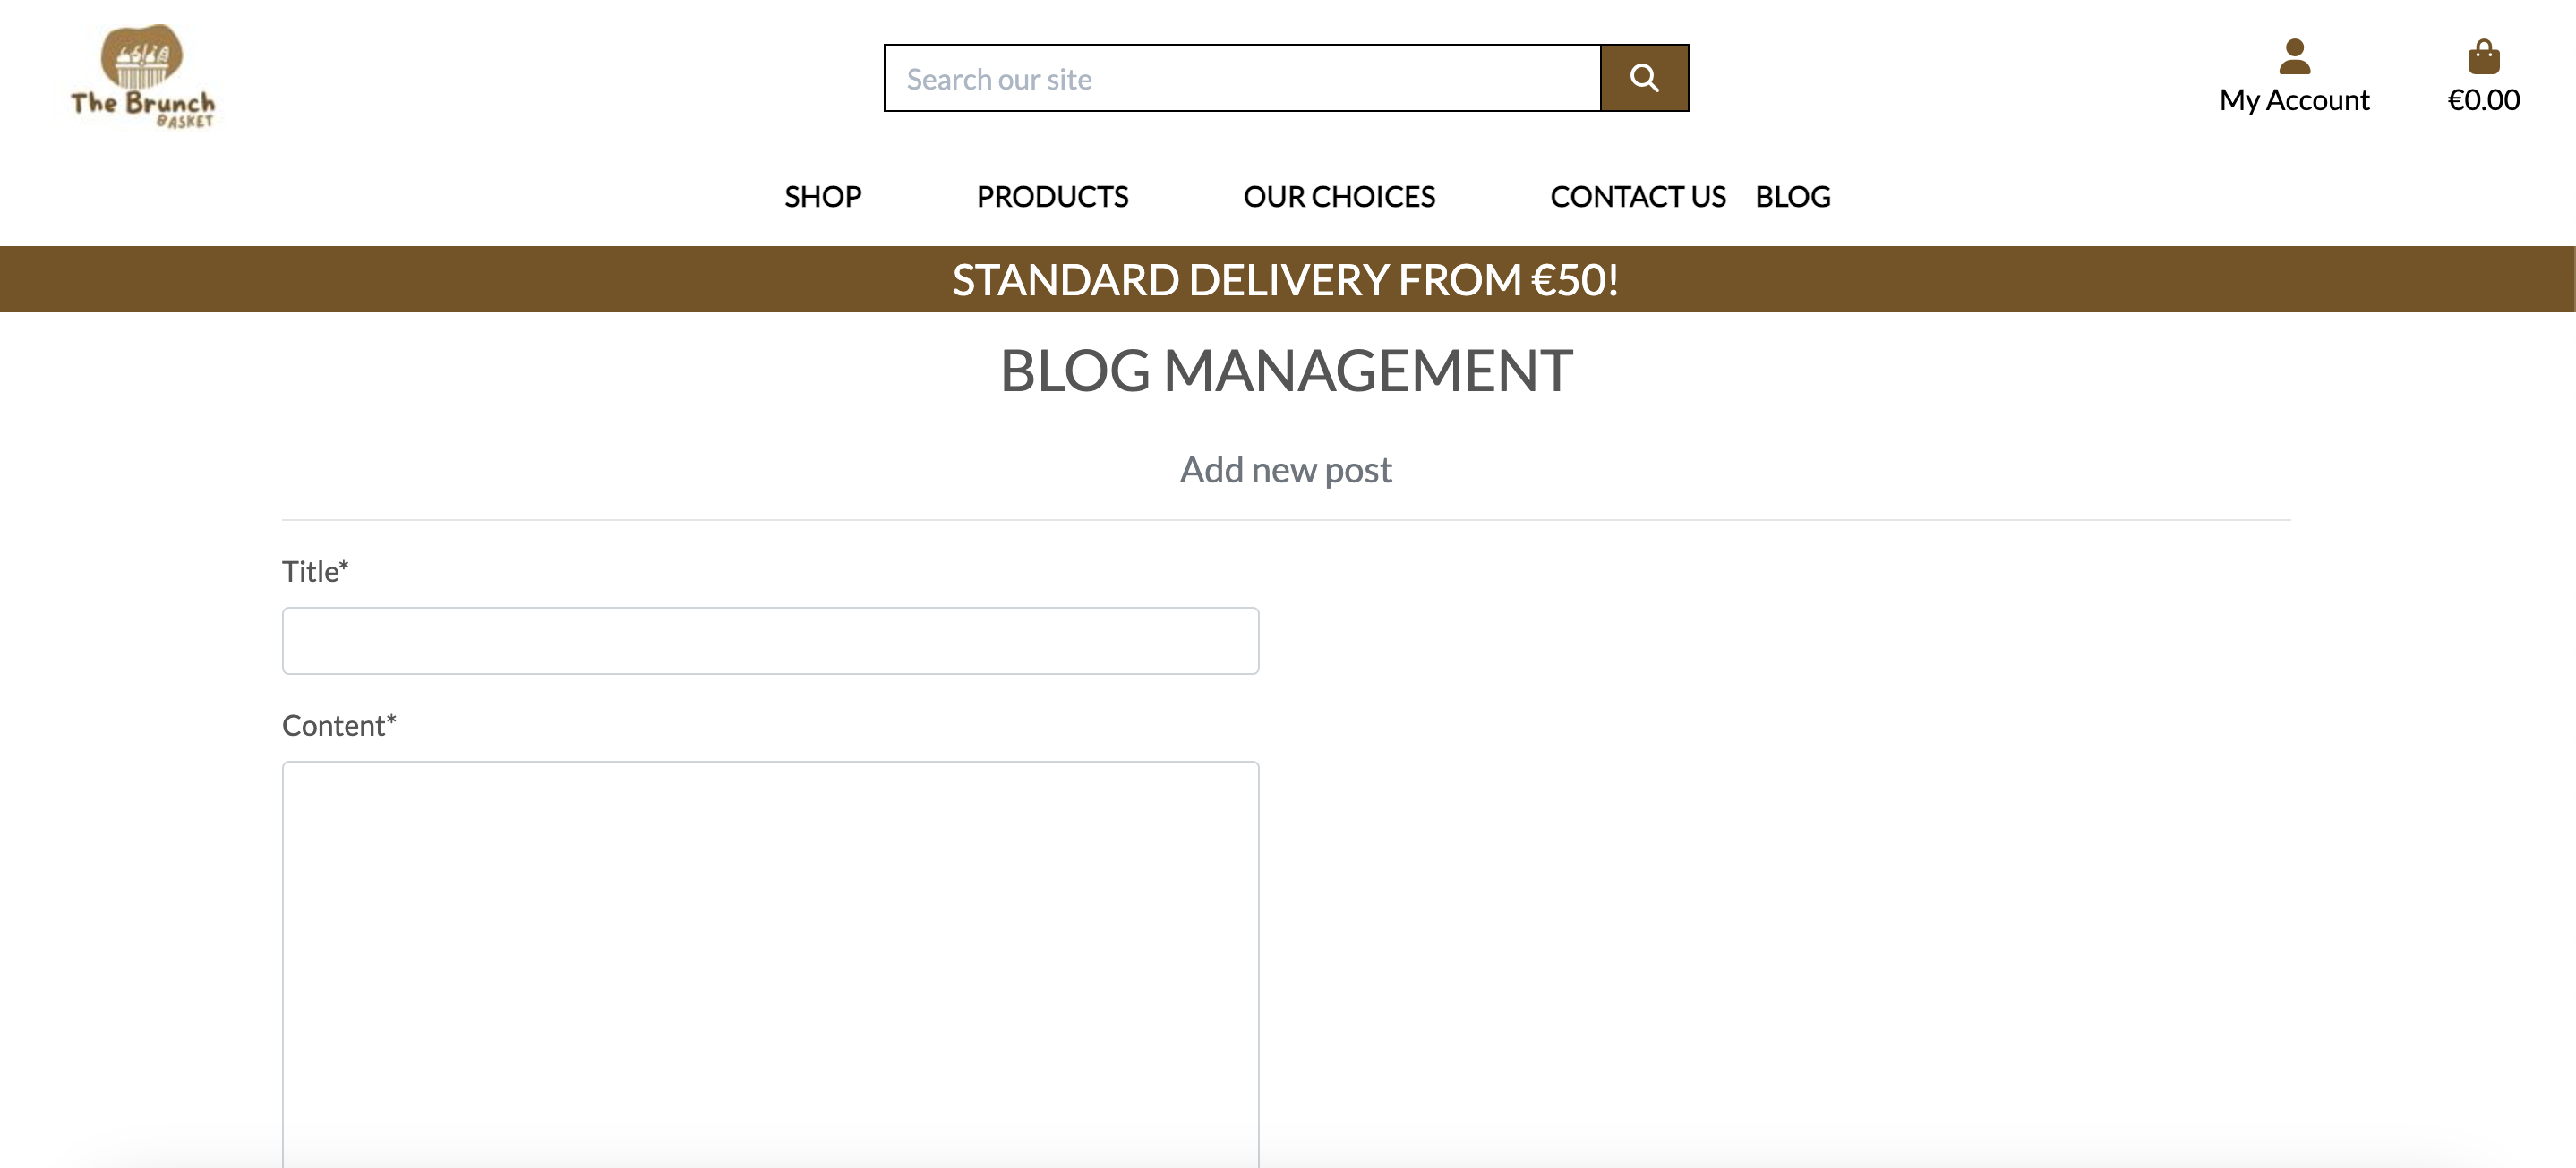 The Brunch
BASKET
Search our site
My Account
€0.00
SHOP PRODUCTS OUR CHOICES CONTACT US BLOG
STANDARD DELIVERY FROM €50!
BLOG MANAGEMENT
Add new post
Title*
Content*